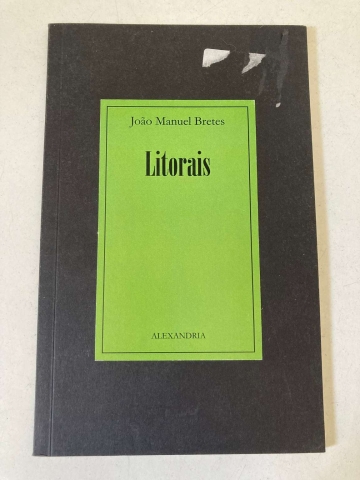 João Manuel Bretes
Litorais
ALEXANDRIA